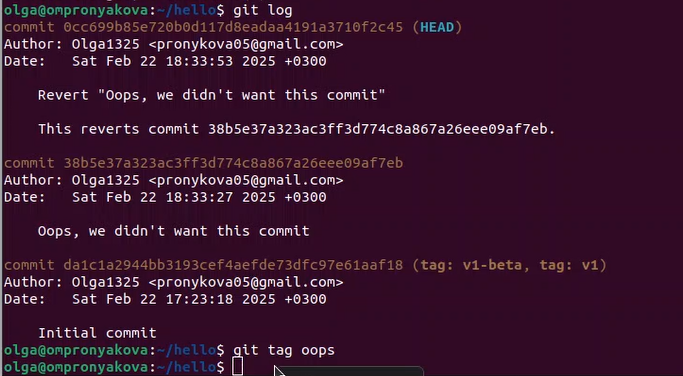 olga@ompronyakova:~/hello$ git log
commit 0cc699b85e720b0d117d8eadaa4191a3710f2c45 (HEAD)
Author: Olga1325 <pronykova05@gmail.com>
Date:   Sat Feb 22 18:33:53 2025 +0300
Revert "Oops, we didn't want this commit"
This reverts commit 38b5e37a323ac3ff3d774c8a867a26eee09af7eb.
commit 38b5e37a323ac3ff3d774c8a867a26eee09af7eb
Author: Olga1325 <pronykova05@gmail.com>
Date:   Sat Feb 22 18:33:27 2025 +0300
Oops, we didn't want this commit
commit da1c1a2944bb3193cef4aefde73dfc97e61aaf18 (tag: v1-beta, tag: v1)
Author: Olga1325 <pronykova05@gmail.com>
Date:   Sat Feb 22 17:23:18 2025 +0300
Initial commit
olga@ompronyakova:~/hello$ git tag oops
olga@ompronyakova:~/hello$